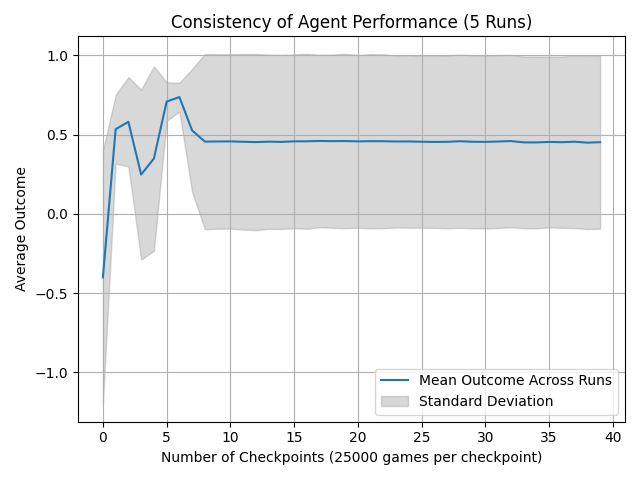 Consistency of Agent Performance (5 Runs)
Average Outcome
1.0
0.5
0.0
−0.5
−1.0
Mean Outcome Across Runs
Standard Deviation
0 5 10 15 20 25 30 35 40
Number of Checkpoints (25000 games per checkpoint)